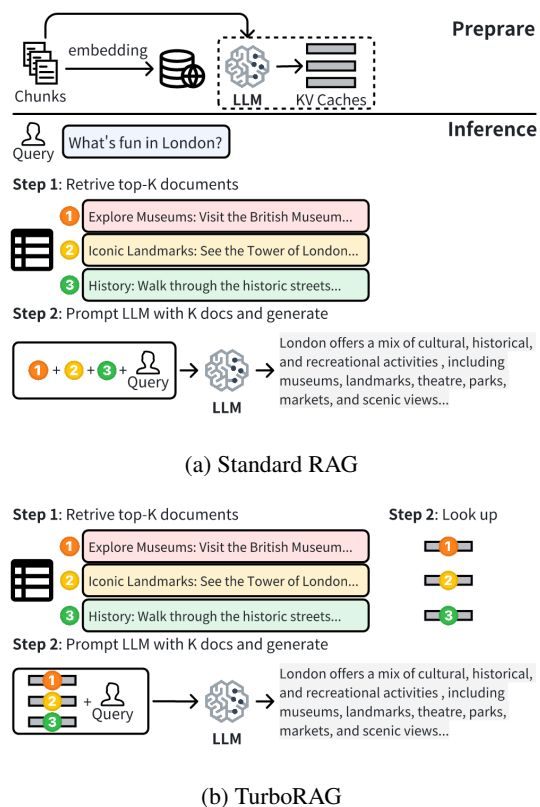 Preprare
embedding
Chunks
LLM
KV Caches
Inference
Query
What's fun in London?
Step 1: Retrive top-K documents
1 Explore Museums: Visit the British Museum...
2 Iconic Landmarks: See the Tower of London...
3 History: Walk through the historic streets...
Step 2: Prompt LLM with K docs and generate
1 + 2 + 3 + Query
LLM
London offers a mix of cultural, historical,
and recreational activities , including
museums, landmarks, theatre, parks,
markets, and scenic views...
(a) Standard RAG
Step 1: Retrive top-K documents
1 Explore Museums: Visit the British Museum...
2 Iconic Landmarks: See the Tower of London...
3 History: Walk through the historic streets...
Step 2: Look up
1
2
3
Step 2: Prompt LLM with K docs and generate
1
2 + Query
3
LLM
London offers a mix of cultural, historical,
and recreational activities , including
museums, landmarks, theatre, parks,
markets, and scenic views...
(b) TurboRAG